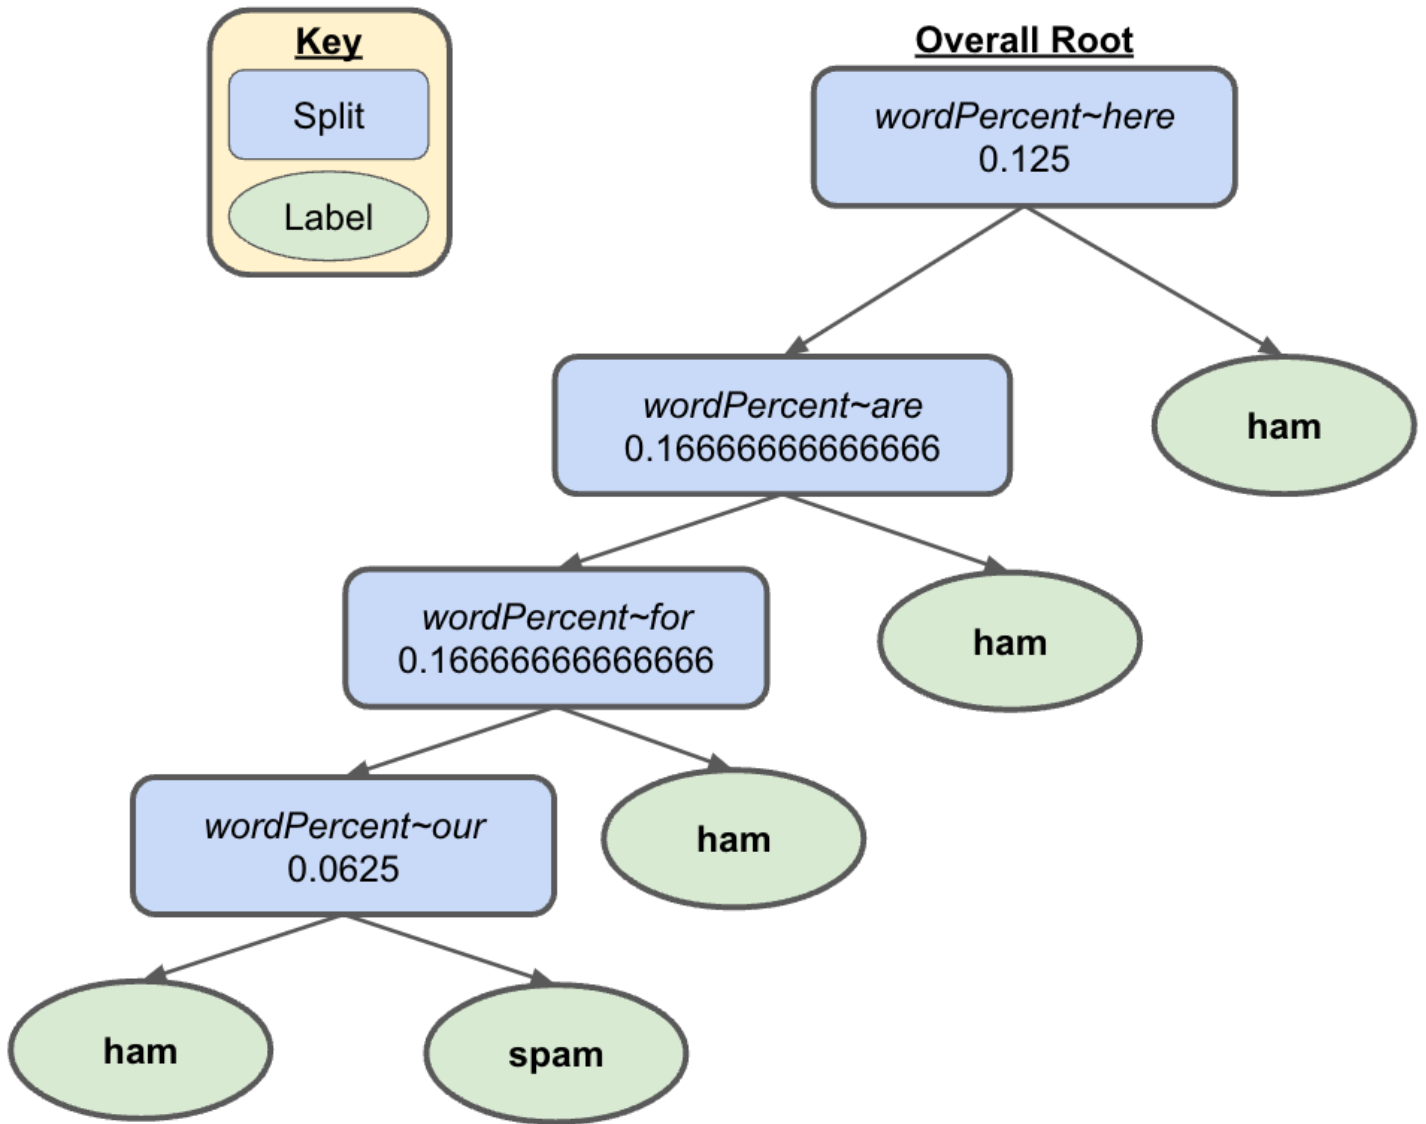 Key
Split
Label
Overall Root
wordPercent~here
0.125
wordPercent~are
0.16666666666666
ham
wordPercent~for
0.16666666666666
ham
wordPercent~our
0.0625
ham
ham
spam